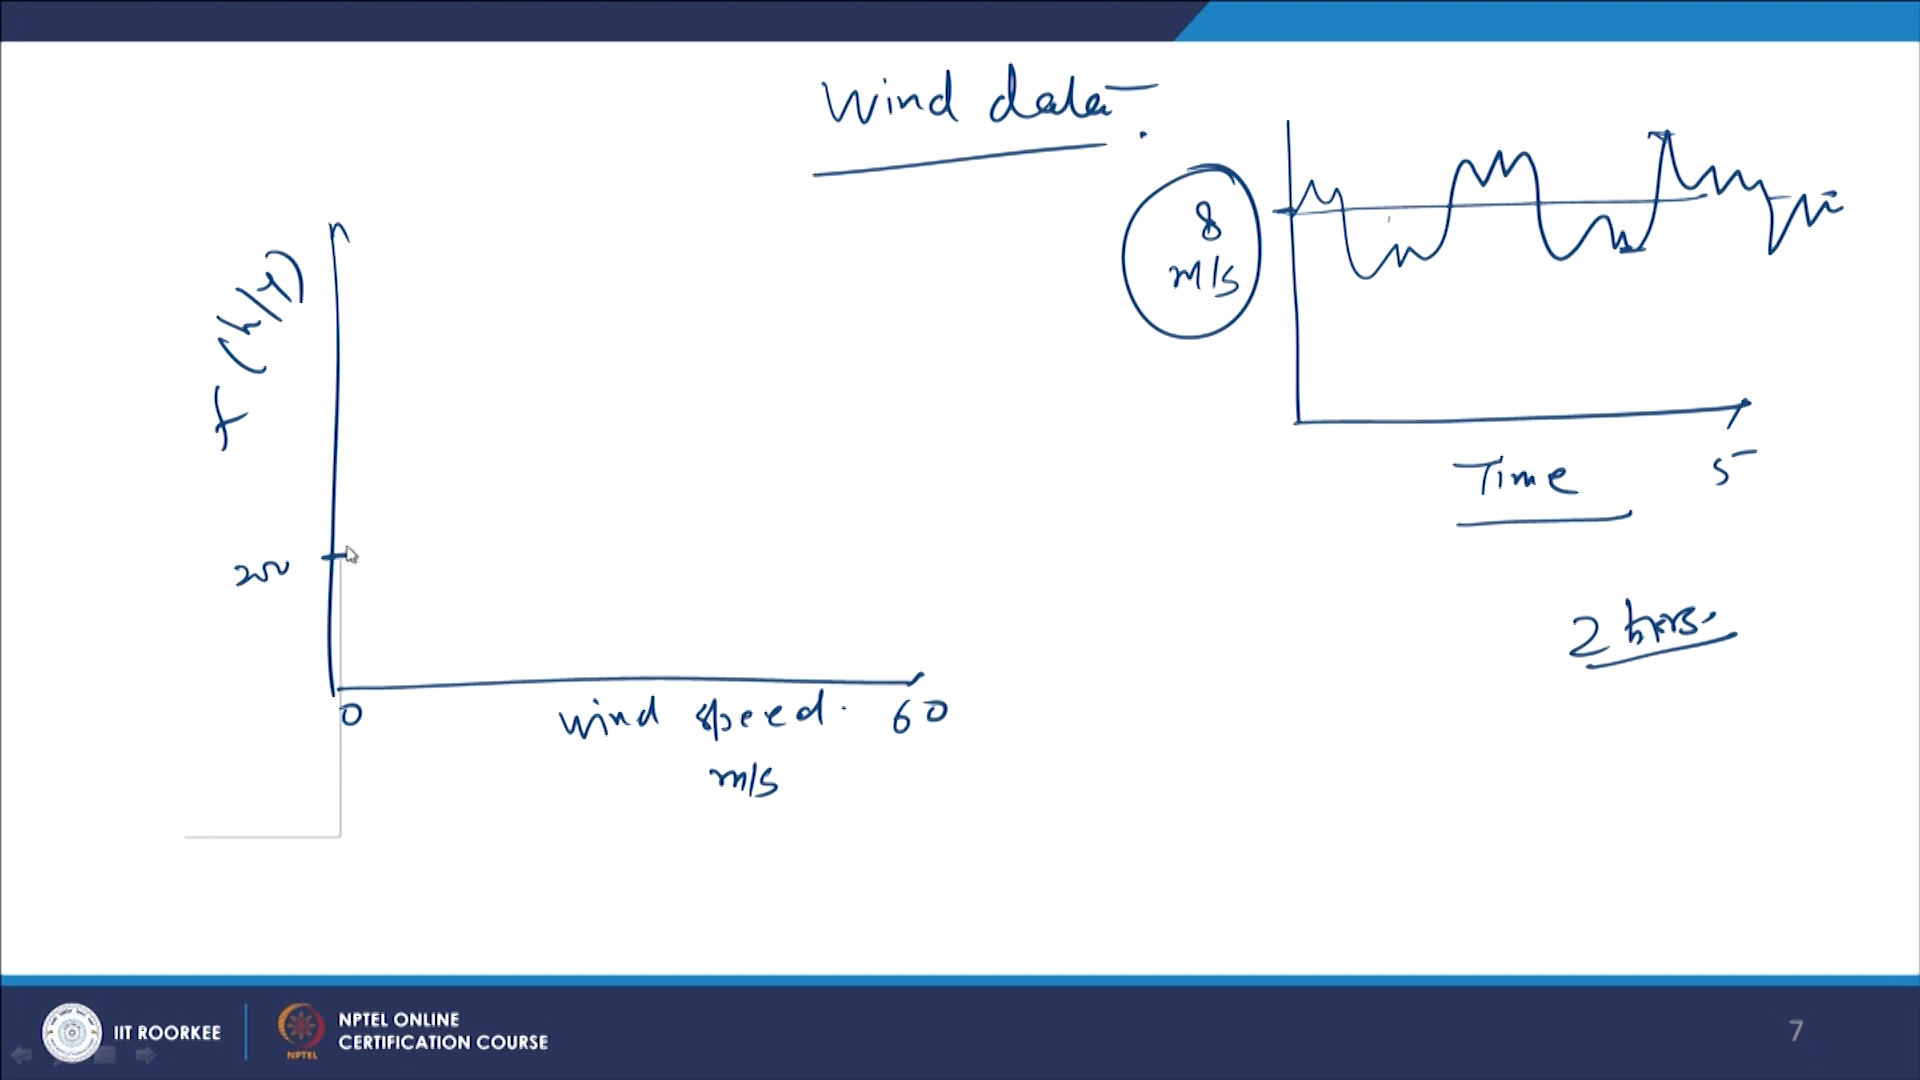 Wind data.
8
m/s
Time
5
2 hrs.
f (h/y)
200
0
wind speed.
60
m/s
IIT ROORKEE
NPTEL
NPTEL ONLINE
CERTIFICATION COURSE
7